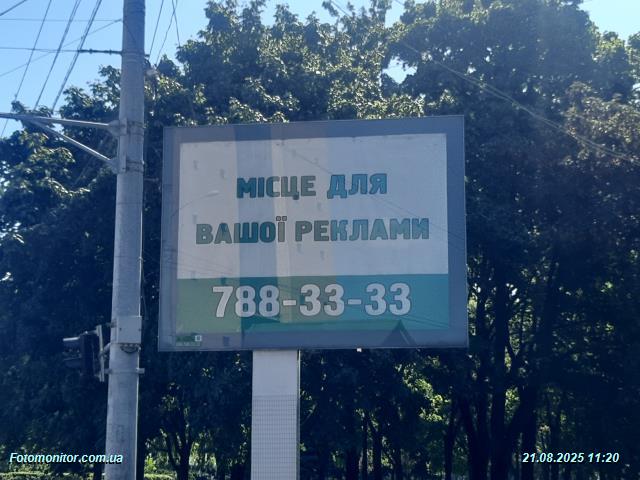 МІСЦЕ ДЛЯ
ВАШОЇ РЕКЛАМИ
788-33-33
Fotomonitor.com.ua
21.08.2025 11:20